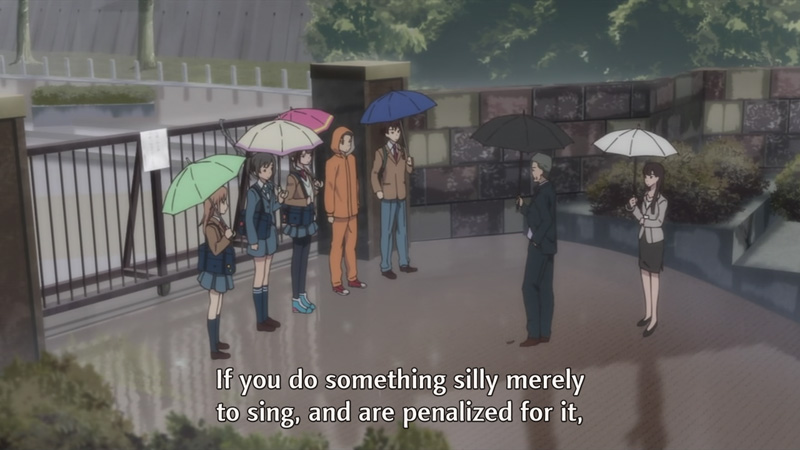 If you do something silly merely
to sing, and are penalized for it,